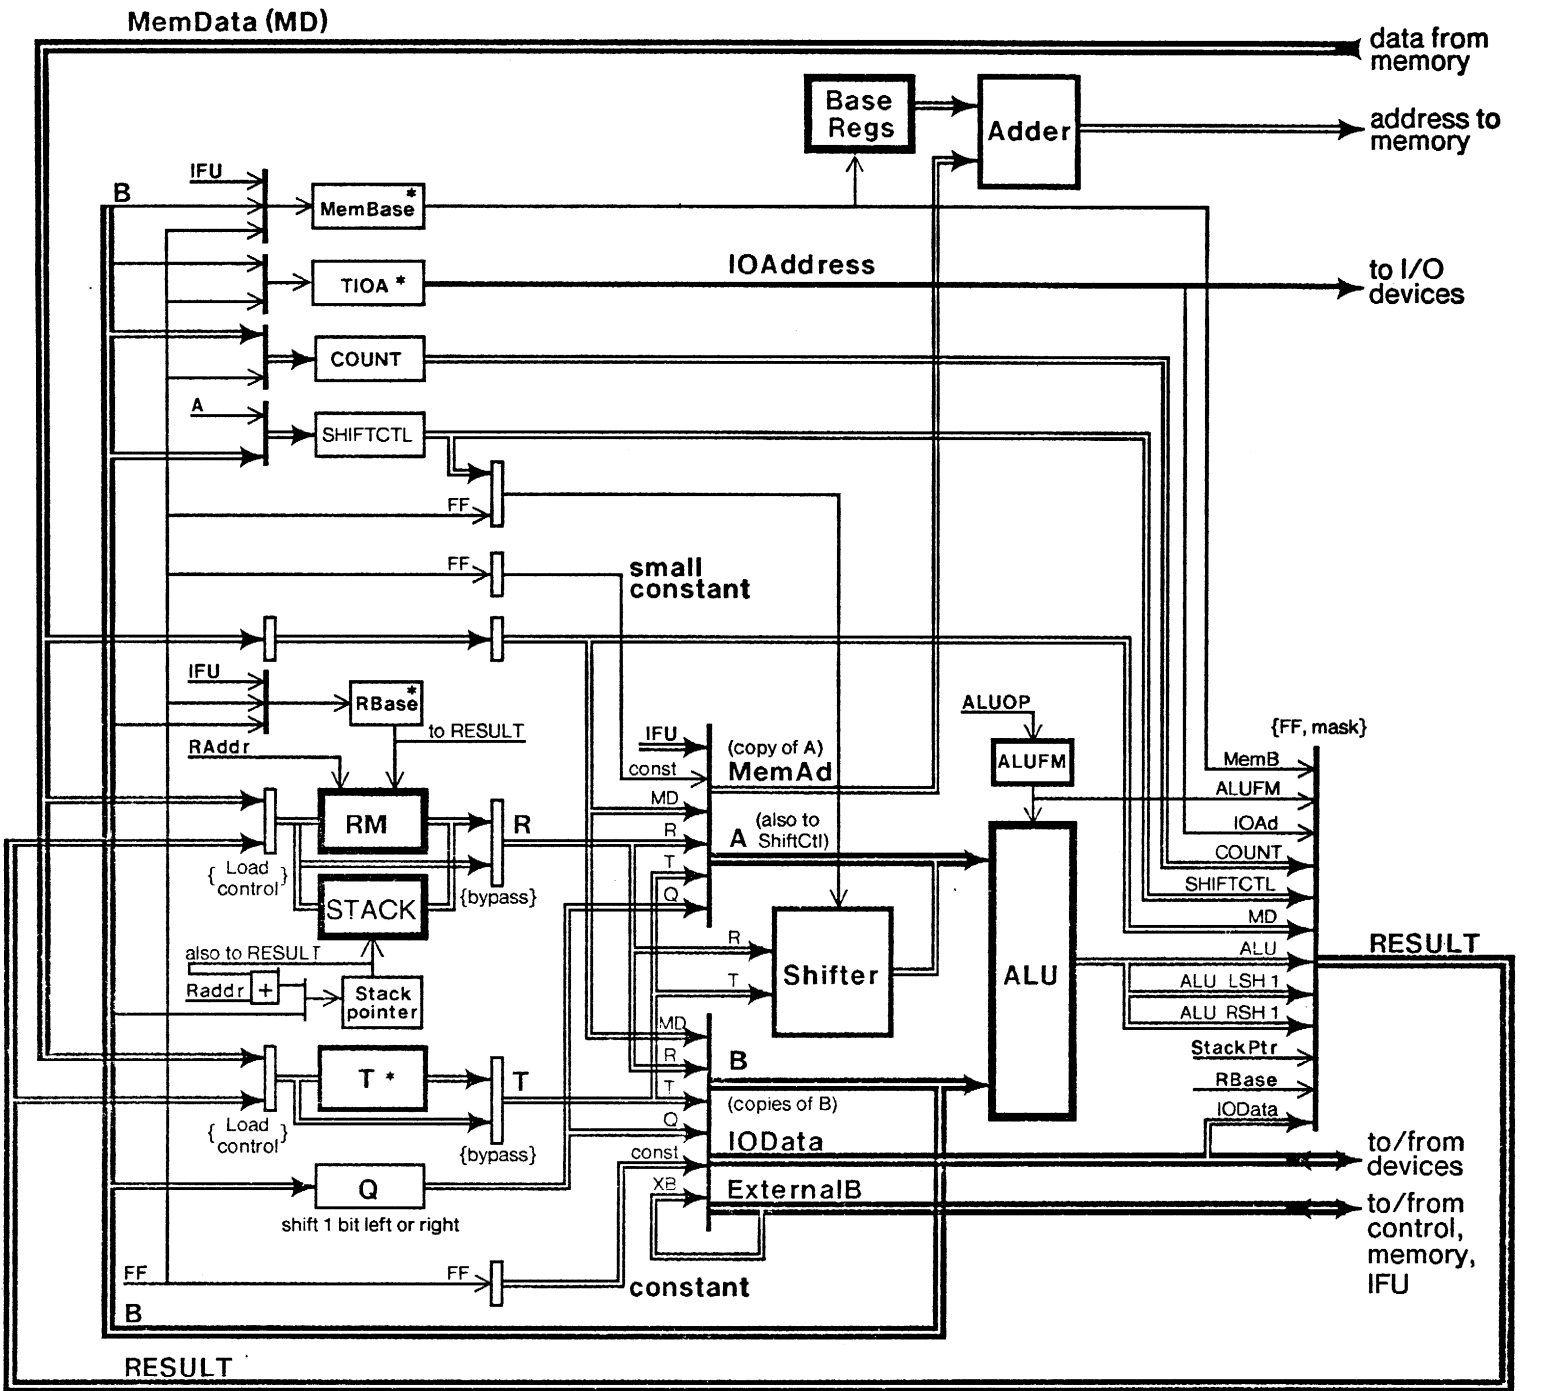 MemData (MD)
data from
memory
Base
Regs
Adder
address to
memory
IFU
B
MemBase*
IOAddress
TIOA *
to I/O
devices
COUNT
A
SHIFTCTL
FF
FF
small
constant
IFU
RBase*
to RESULT
RAddr
ALUOP
ALUFM
{FF, mask}
IFU
(copy of A)
const
MemAd
MD
R
A
(also to
ShiftCtl)
T
Q
RM
R
{ Load
control }
{bypass}
STACK
also to RESULT
Raddr
+
Stack
pointer
R
T
Shifter
ALU
MemB
ALUFM
IOAd
COUNT
SHIFTCTL
MD
ALU
ALU LSH 1
ALU RSH 1
StackPtr
RBase
IOData
RESULT
MD
R
B
T
(copies of B)
Q
IOData
const
XB
ExternalB
T *
T
{ Load
control }
{bypass}
Q
shift 1 bit left or right
to/from
devices
to/from
control,
memory,
IFU
FF
FF
constant
B
RESULT